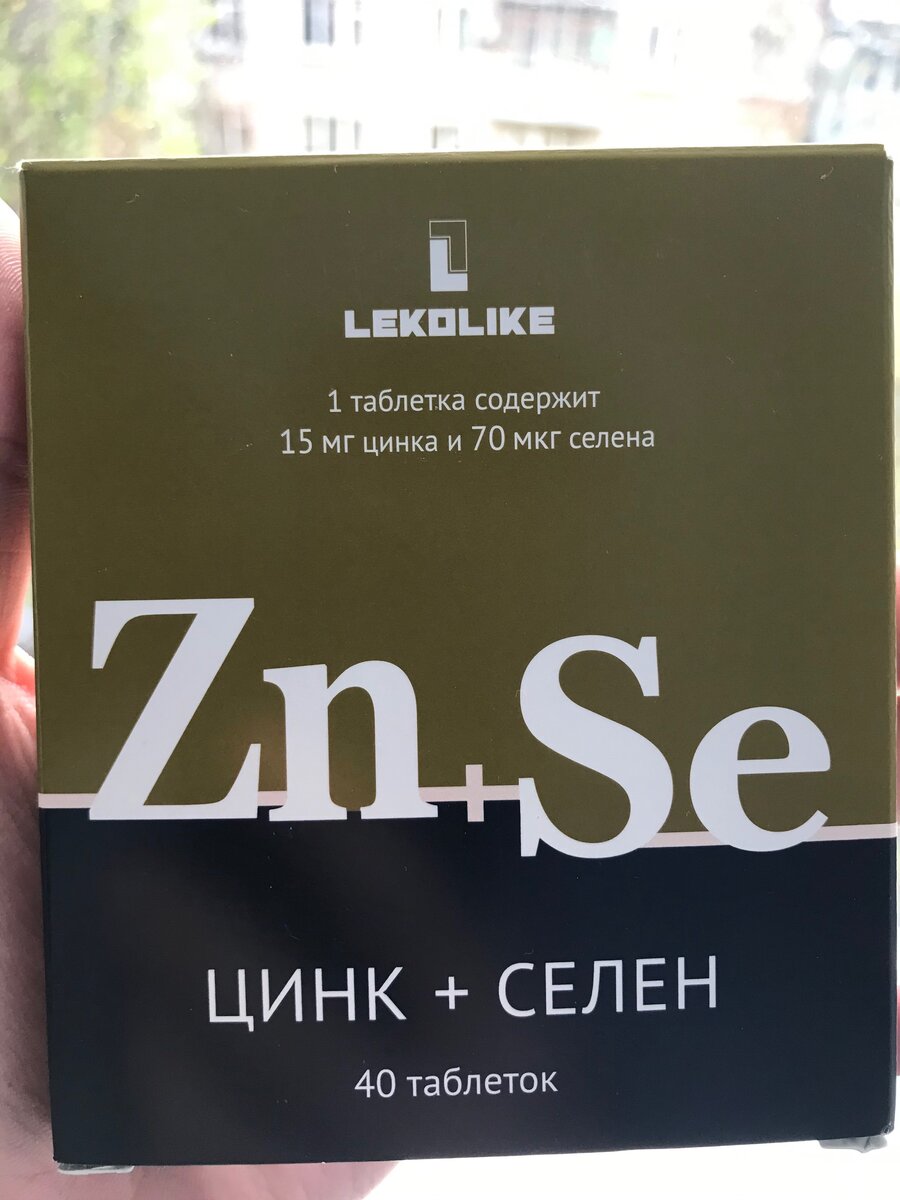 LEKOLIKE
1 таблетка содержит
15 мг цинка и 70 мкг селена
Zn+Se
ЦИНК + СЕЛЕН
40 таблеток